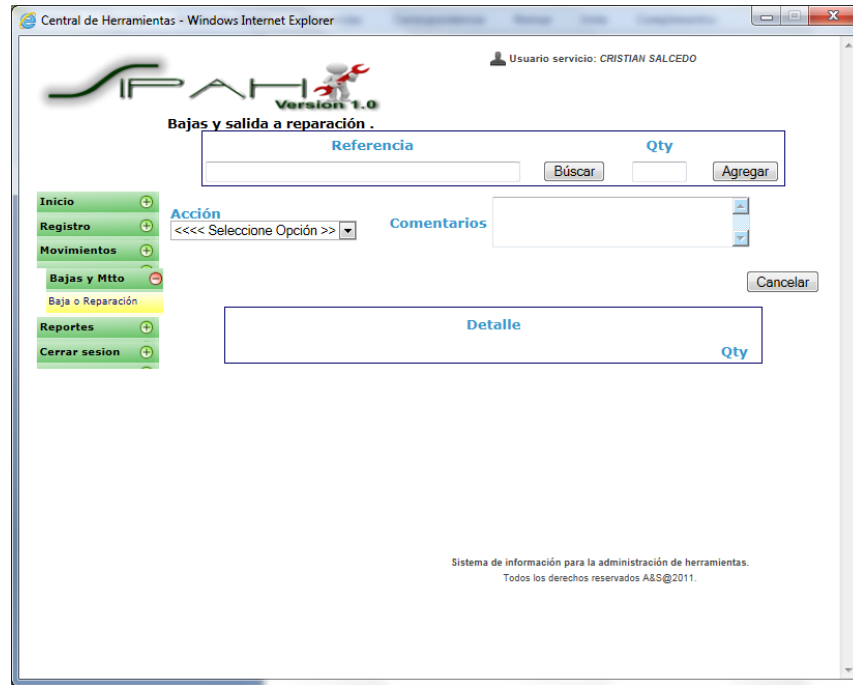 Central de Herramientas - Windows Internet Explorer
Usuario servicio: CRISTIAN SALCEDO
SIPAH
Versión 1.0
Bajas y salida a reparación .
Referencia Qty
Búscar Agregar
Inicio
Registro
Movimientos
Bajas y Mtto
Baja o Reparación
Reportes
Cerrar sesion
Acción
<<<< Seleccione Opción >>
Comentarios
Cancelar
Detalle
Qty
Sistema de información para la administración de herramientas.
Todos los derechos reservados A&S@2011.